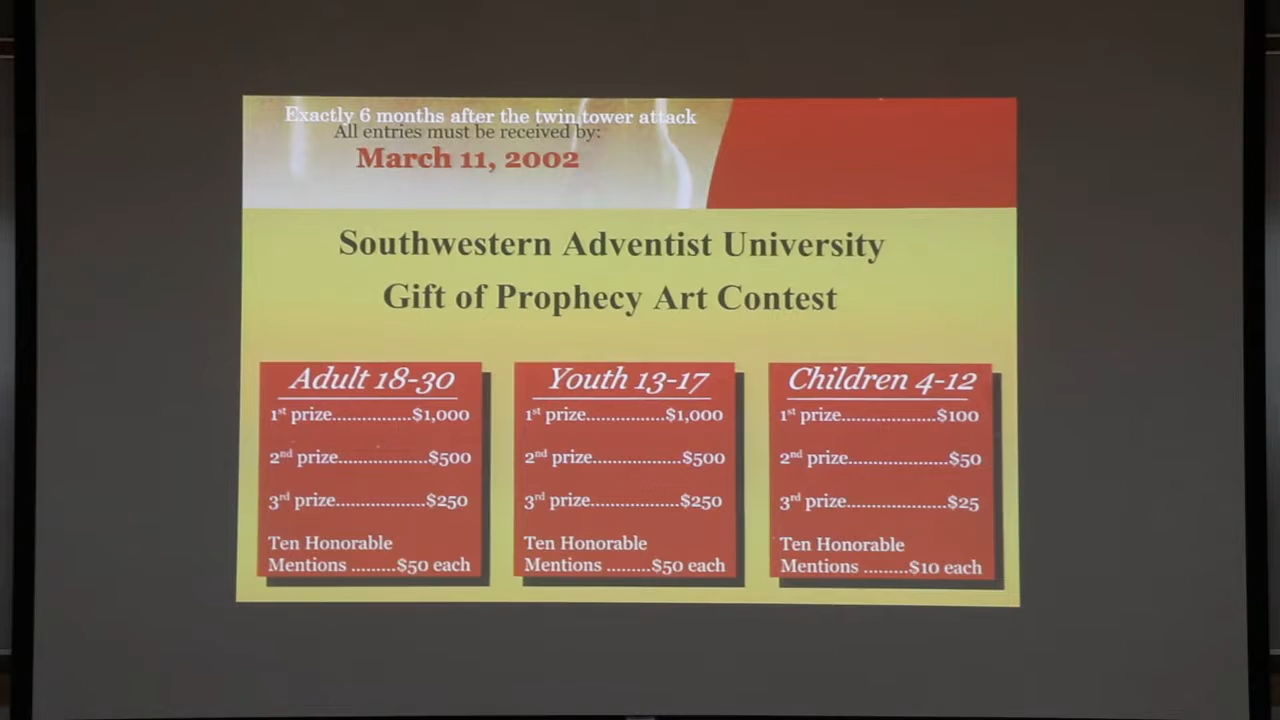 Exactly 6 months after the twin tower attack
All entries must be received by:
March 11, 2002
Southwestern Adventist University
Gift of Prophecy Art Contest
Adult 18-30
1st prize...............$1,000
2nd prize.................$500
3rd prize.................$250
Ten Honorable
Mentions .........$50 each
Youth 13-17
1st prize...............$1,000
2nd prize.................$500
3rd prize.................$250
Ten Honorable
Mentions .........$50 each
Children 4-12
1st prize..................$100
2nd prize...................$50
3rd prize...................$25
Ten Honorable
Mentions .........$10 each